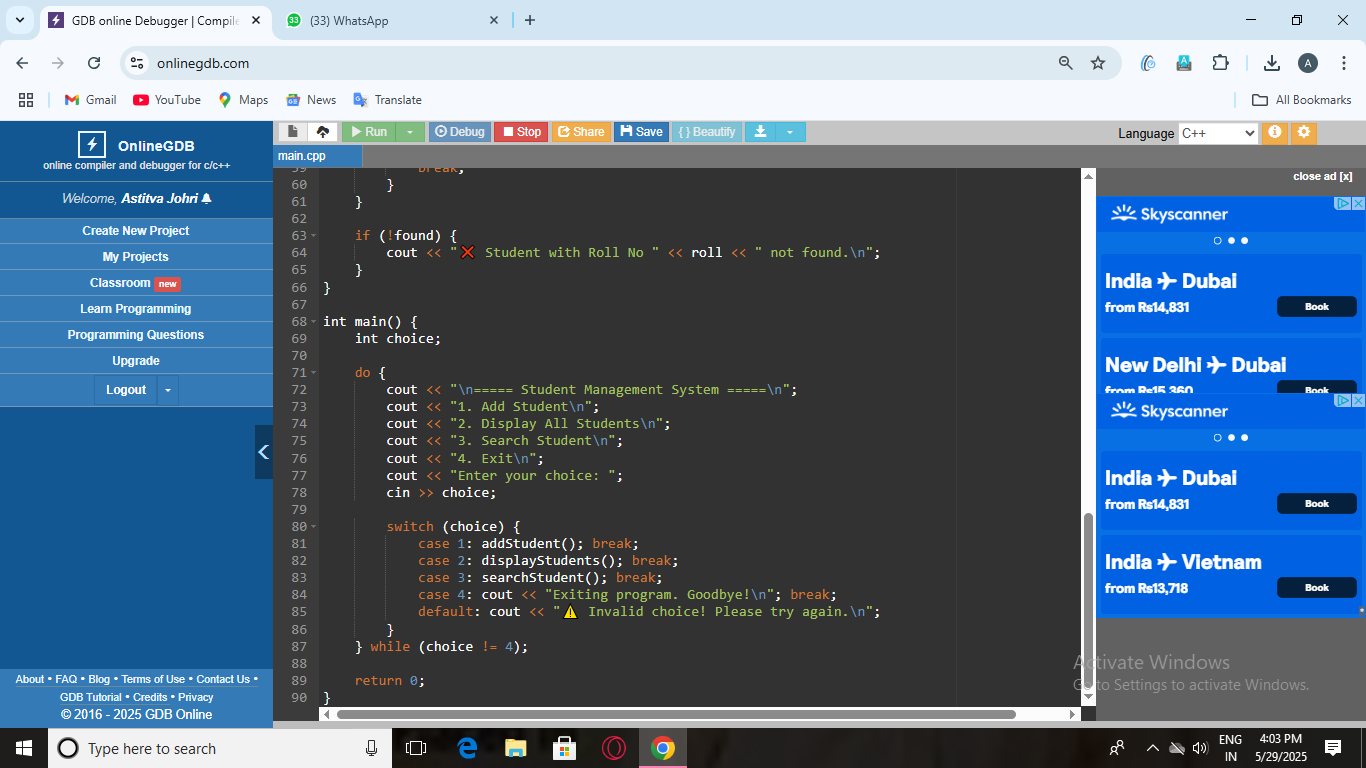 GDB online Debugger | Compile
(33) WhatsApp
onlinegdb.com
A
Gmail
YouTube
Maps
News
Translate
All Bookmarks
OnlineGDB
online compiler and debugger for c/c++
Welcome, Astitva Johri
Create New Project
My Projects
Classroom new
Learn Programming
Programming Questions
Upgrade
Logout
About • FAQ • Blog • Terms of Use • Contact Us •
GDB Tutorial • Credits • Privacy
© 2016 - 2025 GDB Online
Run
Debug
Stop
Share
Save
{ } Beautify
Language C++
main.cpp
59 break;
60 }
61 }
62
63 if (!found) {
64 cout << "❌ Student with Roll No " << roll << " not found.\n";
65 }
66 }
67
68 int main() {
69 int choice;
70
71 do {
72 cout << "\n===== Student Management System =====\n";
73 cout << "1. Add Student\n";
74 cout << "2. Display All Students\n";
75 cout << "3. Search Student\n";
76 cout << "4. Exit\n";
77 cout << "Enter your choice: ";
78 cin >> choice;
79
80 switch (choice) {
81 case 1: addStudent(); break;
82 case 2: displayStudents(); break;
83 case 3: searchStudent(); break;
84 case 4: cout << "Exiting program. Goodbye!\n"; break;
85 default: cout << "⚠️ Invalid choice! Please try again.\n";
86 }
87 } while (choice != 4);
88
89 return 0;
90 }
close ad [x]
Skyscanner
India ✈ Dubai
from Rs14,831
Book
New Delhi ✈ Dubai
from Rs15,360
Book
Skyscanner
India ✈ Dubai
from Rs14,831
Book
India ✈ Vietnam
from Rs13,718
Book
Activate Windows
Go to Settings to activate Windows.
Type here to search
ENG
IN
4:03 PM
5/29/2025